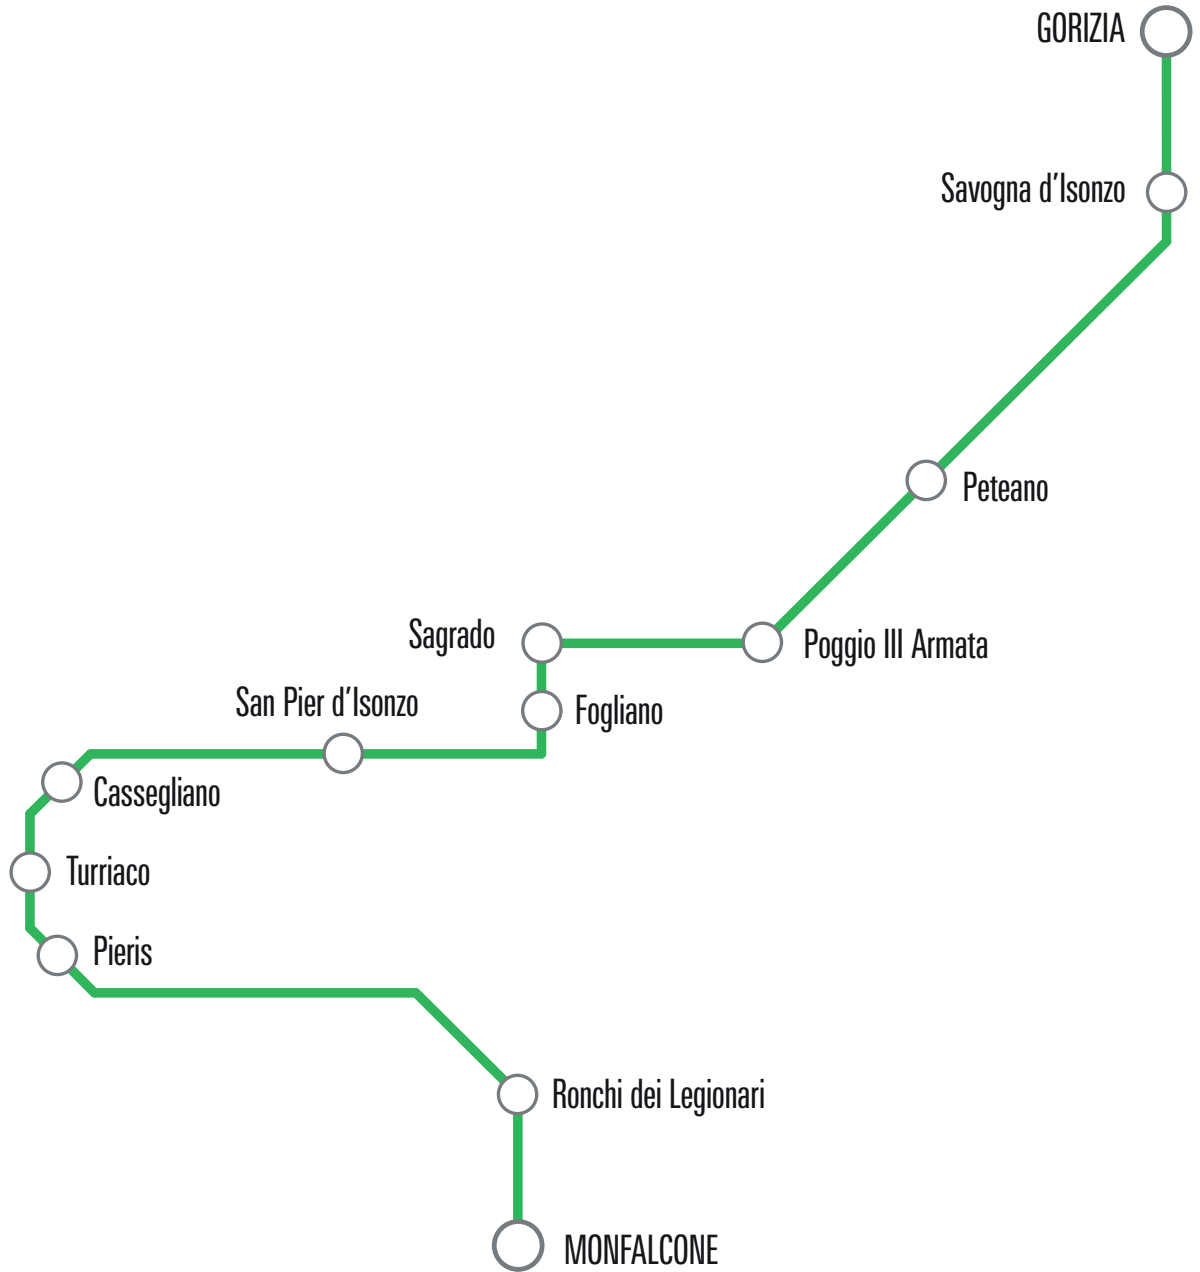 GORIZIA
Savogna d'Isonzo
Peteano
Sagrado
Poggio III Armata
San Pier d'Isonzo
Fogliano
Cassegliano
Turriaco
Pieris
Ronchi dei Legionari
MONFALCONE